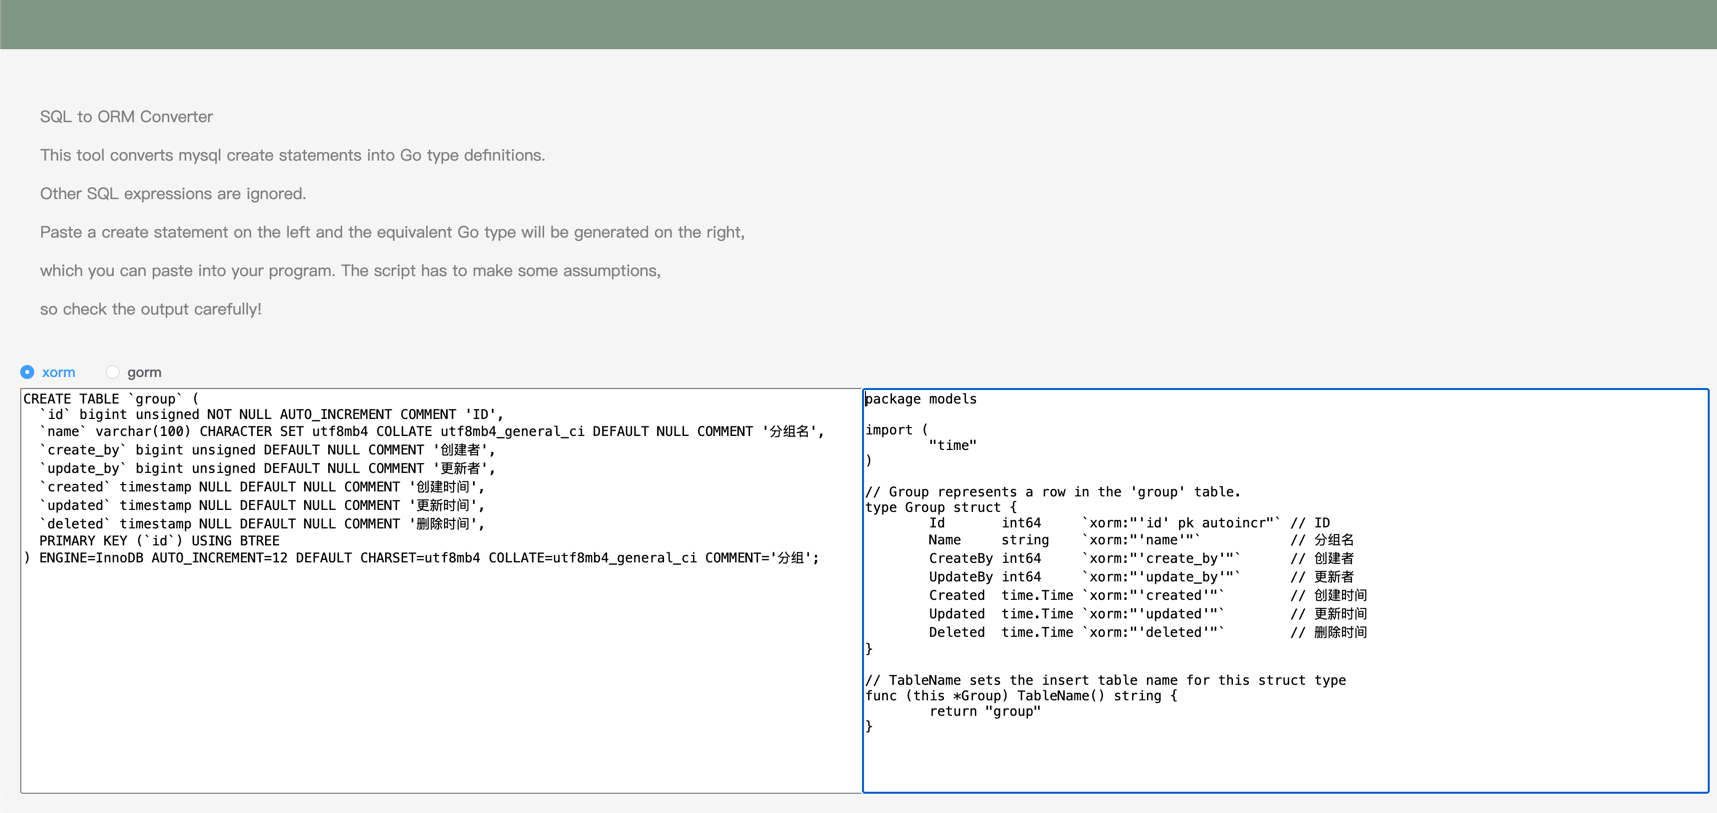 SQL to ORM Converter
This tool converts mysql create statements into Go type definitions.
Other SQL expressions are ignored.
Paste a create statement on the left and the equivalent Go type will be generated on the right,
which you can paste into your program. The script has to make some assumptions,
so check the output carefully!
xorm gorm
CREATE TABLE `group` (
  `id` bigint unsigned NOT NULL AUTO_INCREMENT COMMENT 'ID',
  `name` varchar(100) CHARACTER SET utf8mb4 COLLATE utf8mb4_general_ci DEFAULT NULL COMMENT '分组名',
  `create_by` bigint unsigned DEFAULT NULL COMMENT '创建者',
  `update_by` bigint unsigned DEFAULT NULL COMMENT '更新者',
  `created` timestamp NULL DEFAULT NULL COMMENT '创建时间',
  `updated` timestamp NULL DEFAULT NULL COMMENT '更新时间',
  `deleted` timestamp NULL DEFAULT NULL COMMENT '删除时间',
  PRIMARY KEY (`id`) USING BTREE
) ENGINE=InnoDB AUTO_INCREMENT=12 DEFAULT CHARSET=utf8mb4 COLLATE=utf8mb4_general_ci COMMENT='分组';
package models
import (
	"time"
)
// Group represents a row in the 'group' table.
type Group struct {
	Id       int64     `xorm:"'id' pk autoincr"` // ID
	Name     string    `xorm:"'name'"`           // 分组名
	CreateBy int64     `xorm:"'create_by'"`      // 创建者
	UpdateBy int64     `xorm:"'update_by'"`      // 更新者
	Created  time.Time `xorm:"'created'"`        // 创建时间
	Updated  time.Time `xorm:"'updated'"`        // 更新时间
	Deleted  time.Time `xorm:"'deleted'"`        // 删除时间
}
// TableName sets the insert table name for this struct type
func (this *Group) TableName() string {
	return "group"
}